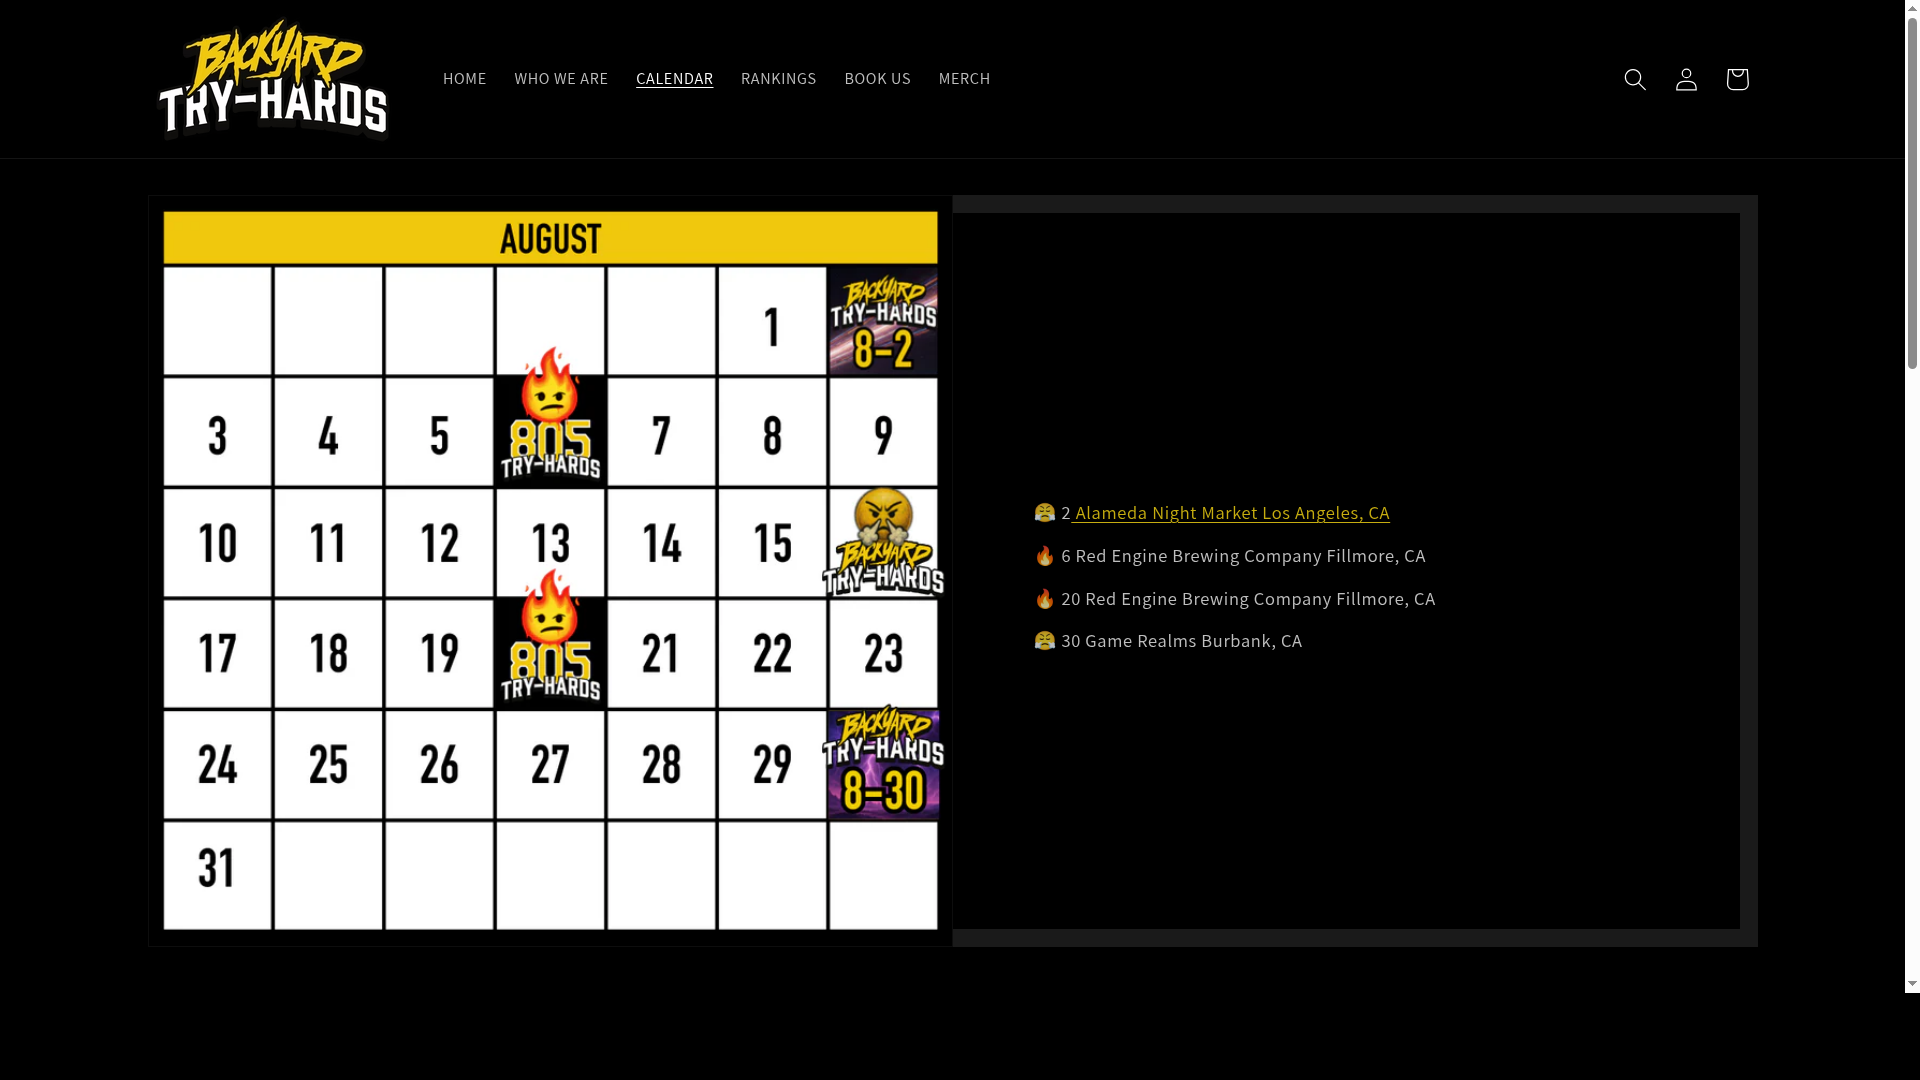 BACKYARD
TRY-HARDS
HOME WHO WE ARE CALENDAR RANKINGS BOOK US MERCH
AUGUST
1 BACKYARD TRY-HARDS 8-2
3 4 5 805 TRY-HARDS 7 8 9
10 11 12 13 14 15 BACKYARD TRY-HARDS
17 18 19 805 TRY-HARDS 21 22 23
24 25 26 27 28 29 BACKYARD TRY-HARDS 8-30
31
😤 2 Alameda Night Market Los Angeles, CA
🔥 6 Red Engine Brewing Company Fillmore, CA
🔥 20 Red Engine Brewing Company Fillmore, CA
😤 30 Game Realms Burbank, CA